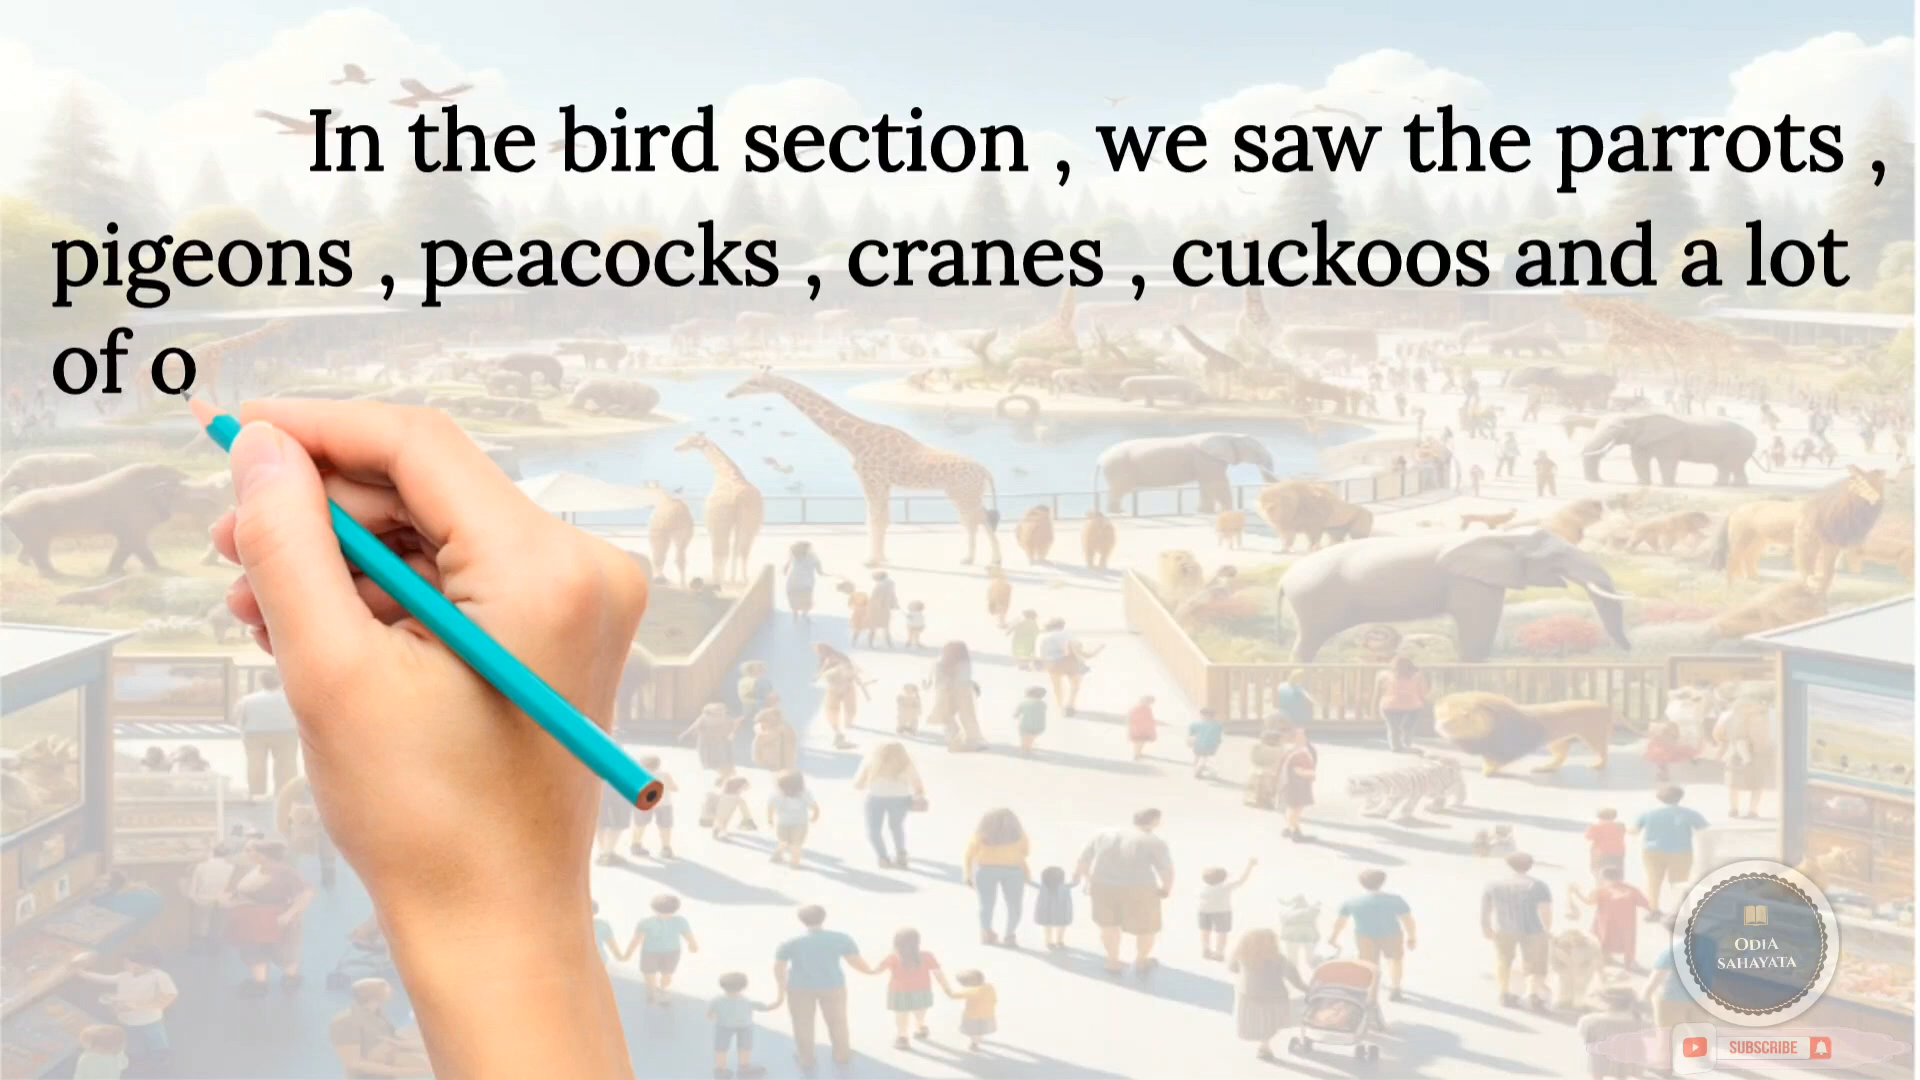 In the bird section , we saw the parrots ,
pigeons , peacocks , cranes , cuckoos and a lot
of o
ODIA
SAHAYATA
SUBSCRIBE